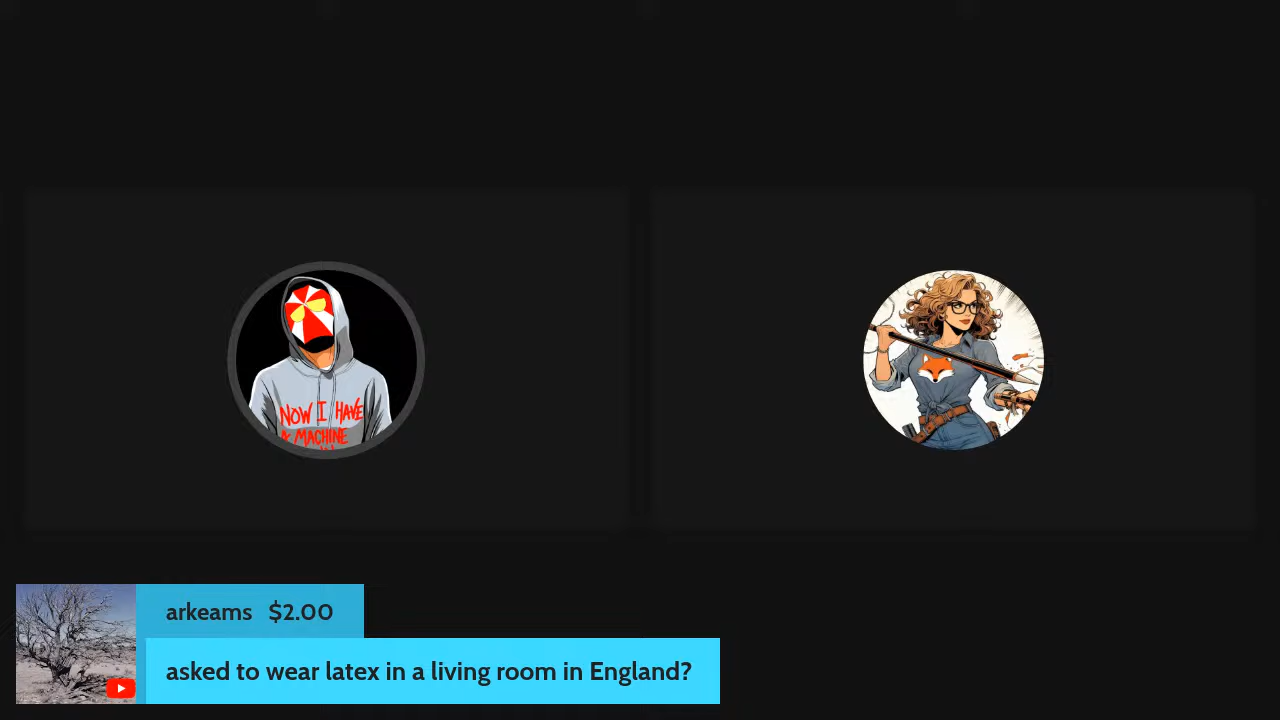 NOW I HAVE
A MACHINE
arkeams $2.00
asked to wear latex in a living room in England?